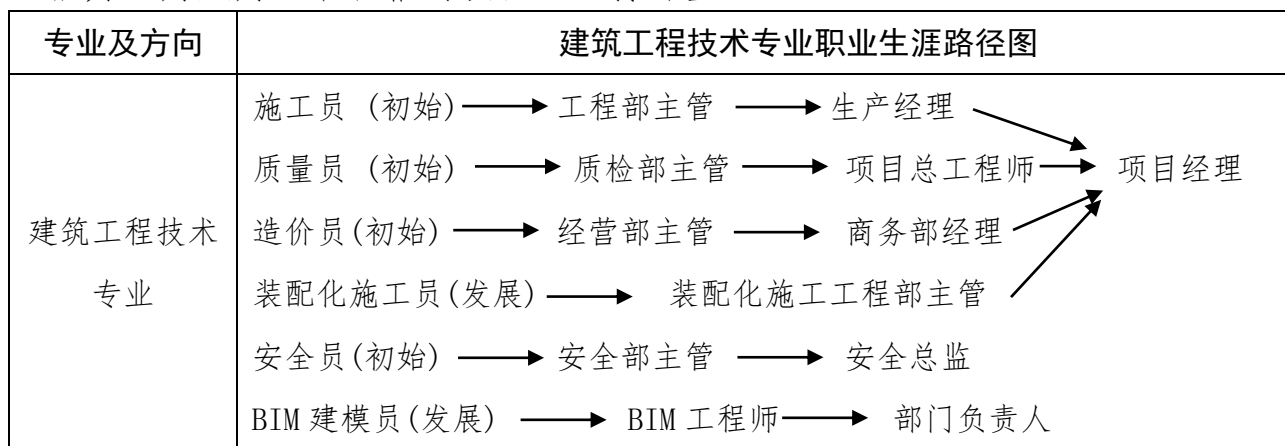 专业及方向 建筑工程技术专业职业生涯路径图
施工员 (初始) 工程部主管 生产经理
质量员 (初始) 质检部主管 项目总工程师 项目经理
建筑工程技术 造价员(初始) 经营部主管 商务部经理
专业 装配化施工员(发展) 装配化施工工程部主管
安全员(初始) 安全部主管 安全总监
BIM 建模员(发展) BIM 工程师 部门负责人